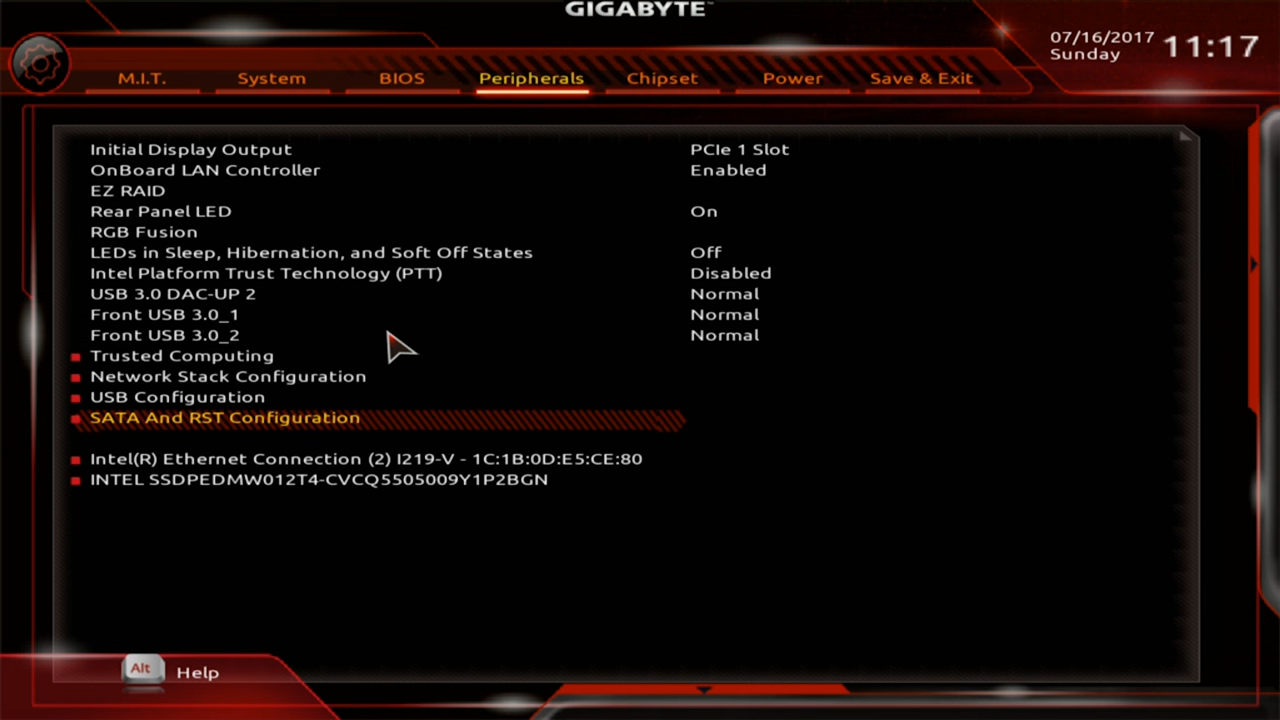 GIGABYTE™
07/16/2017 11:17
Sunday
M.I.T. System BIOS Peripherals Chipset Power Save & Exit
Initial Display Output PCIe 1 Slot
OnBoard LAN Controller Enabled
EZ RAID
Rear Panel LED On
RGB Fusion
LEDs in Sleep, Hibernation, and Soft Off States Off
Intel Platform Trust Technology (PTT) Disabled
USB 3.0 DAC-UP 2 Normal
Front USB 3.0_1 Normal
Front USB 3.0_2 Normal
Trusted Computing
Network Stack Configuration
USB Configuration
SATA And RST Configuration
Intel(R) Ethernet Connection (2) I219-V - 1C:1B:0D:E5:CE:80
INTEL SSDPEDMW012T4-CVCQ5505009Y1P2BGN
Alt Help